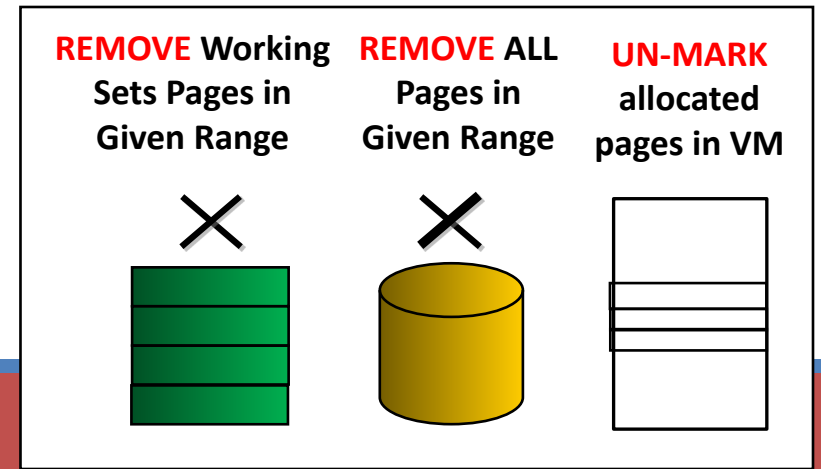 REMOVE Working
Sets Pages in
Given Range
REMOVE ALL
Pages in
Given Range
UN-MARK
allocated
pages in VM